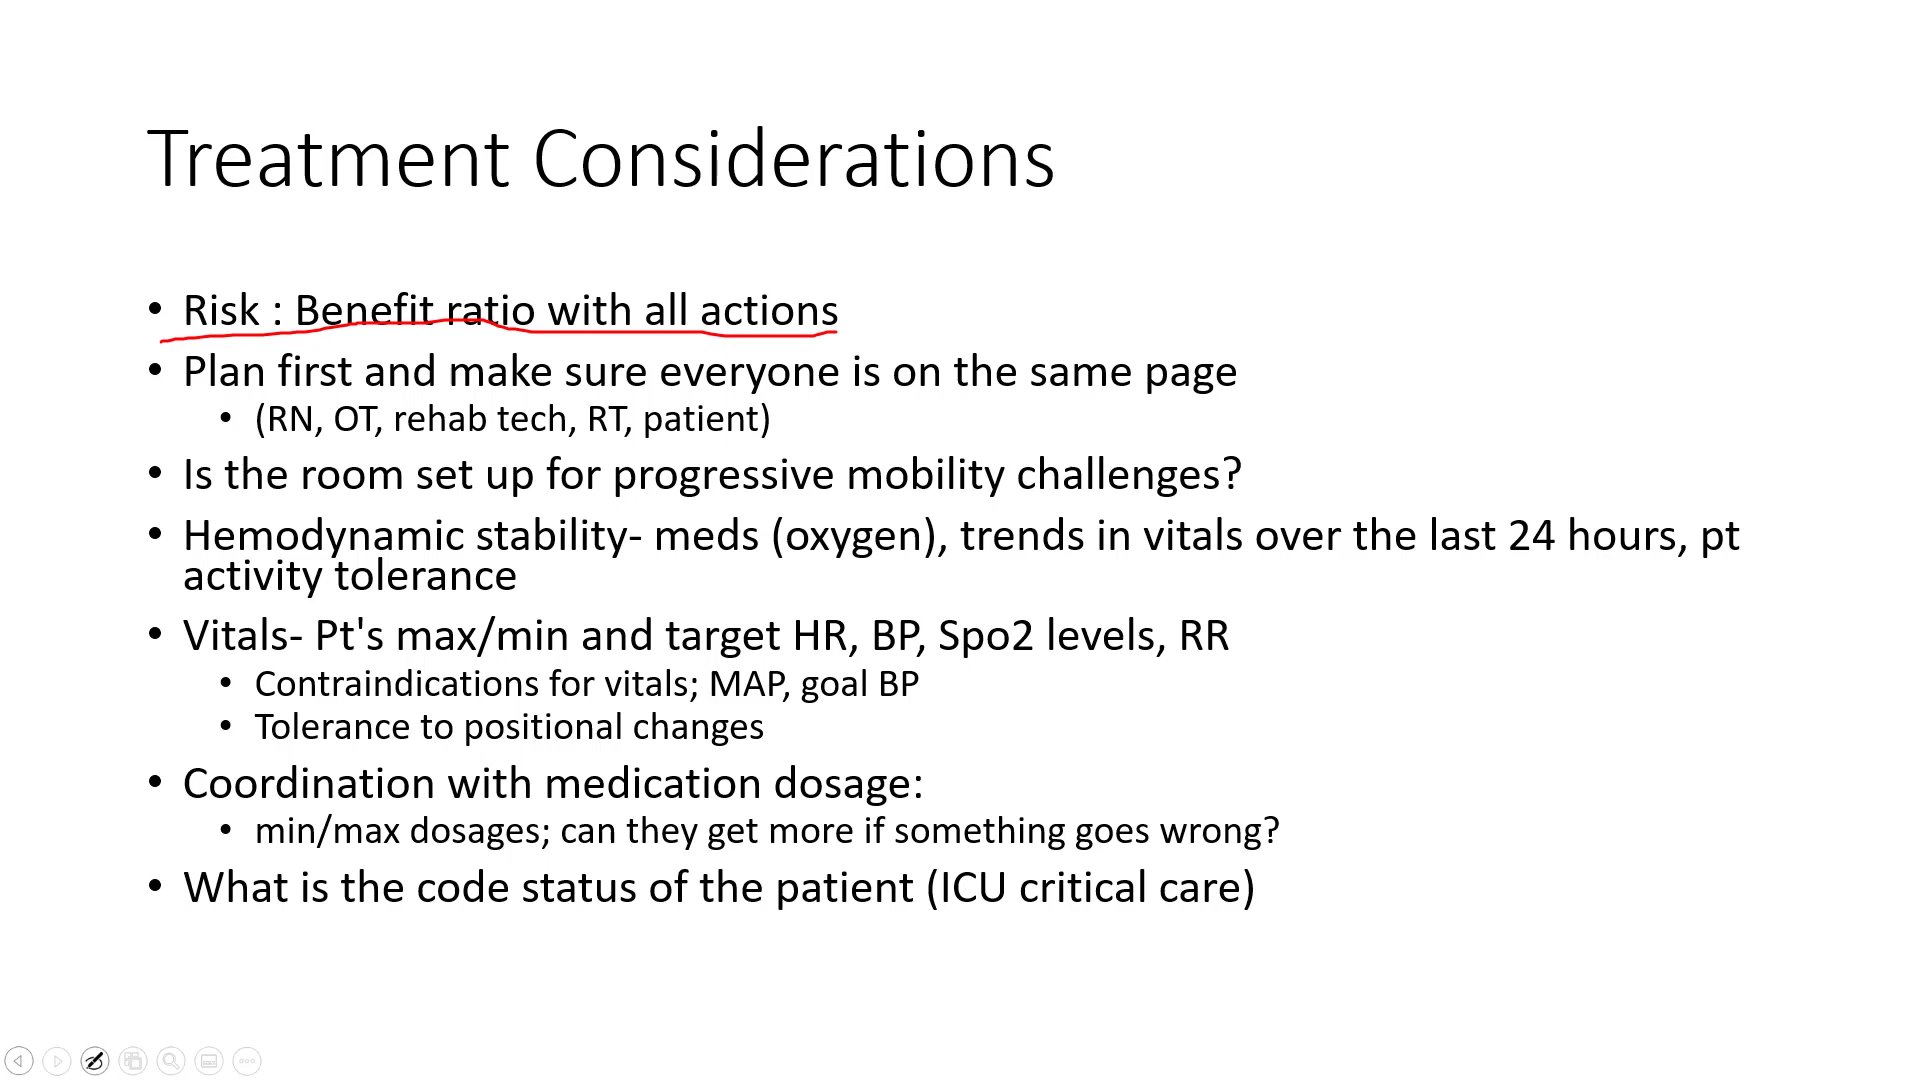 Treatment Considerations
• Risk : Benefit ratio with all actions
• Plan first and make sure everyone is on the same page
• (RN, OT, rehab tech, RT, patient)
• Is the room set up for progressive mobility challenges?
• Hemodynamic stability- meds (oxygen), trends in vitals over the last 24 hours, pt
activity tolerance
• Vitals- Pt's max/min and target HR, BP, Spo2 levels, RR
• Contraindications for vitals; MAP, goal BP
• Tolerance to positional changes
• Coordination with medication dosage:
• min/max dosages; can they get more if something goes wrong?
• What is the code status of the patient (ICU critical care)